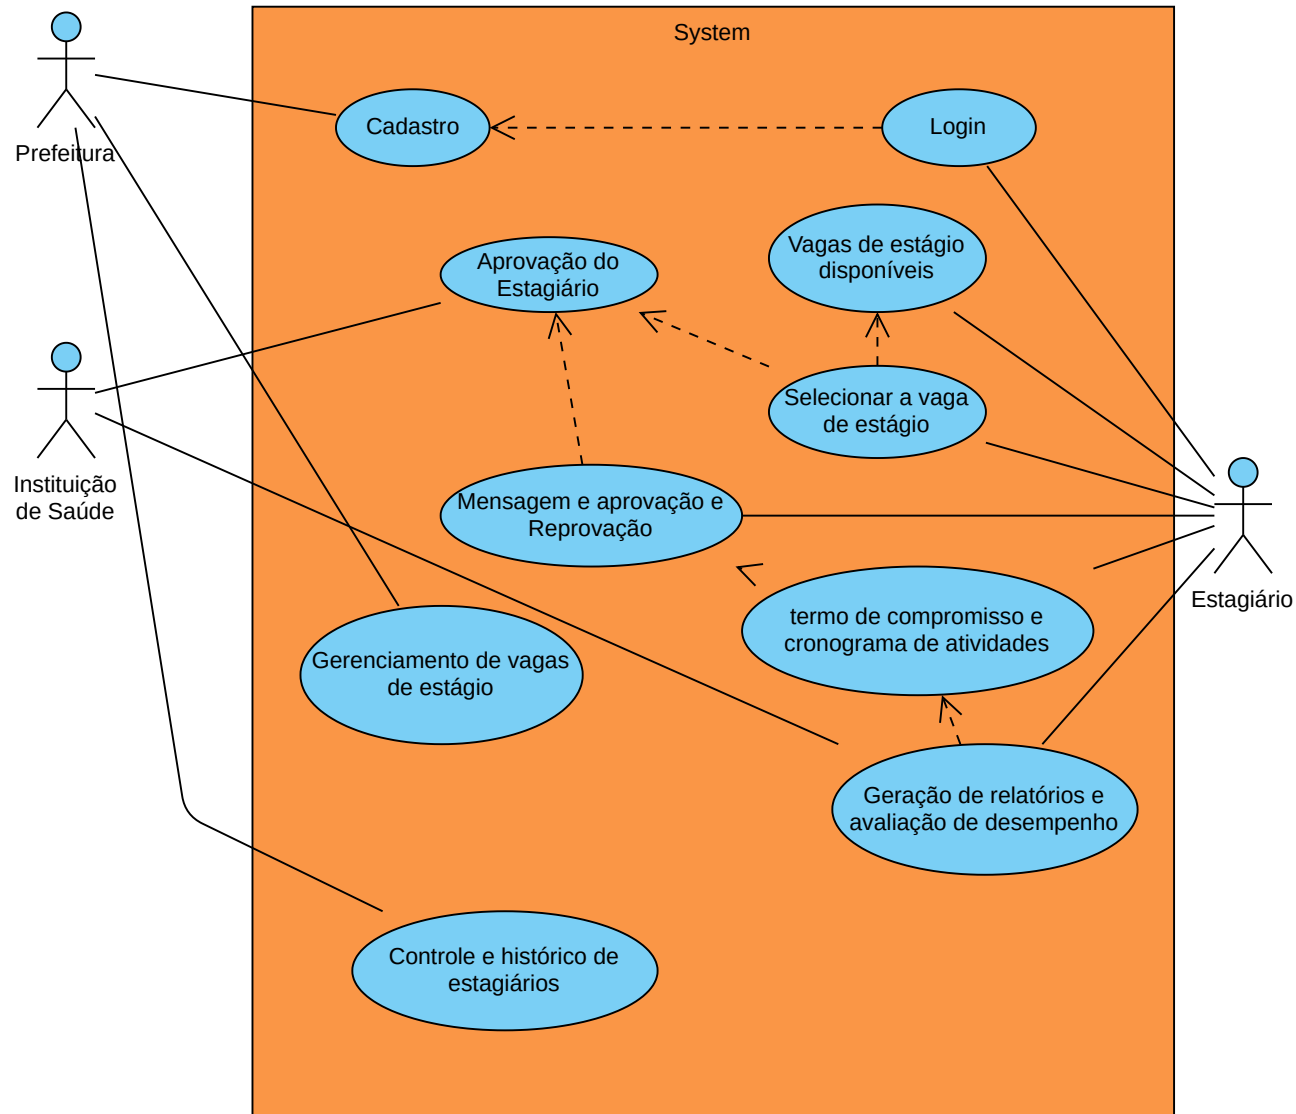 System
Prefeitura
Cadastro
Login
Vagas de estágio
disponíveis
Aprovação do
Estagiário
Selecionar a vaga
de estágio
Instituição
de Saúde
Mensagem e aprovação e
Reprovação
Estagiário
termo de compromisso e
cronograma de atividades
Gerenciamento de vagas
de estágio
Geração de relatórios e
avaliação de desempenho
Controle e histórico de
estagiários